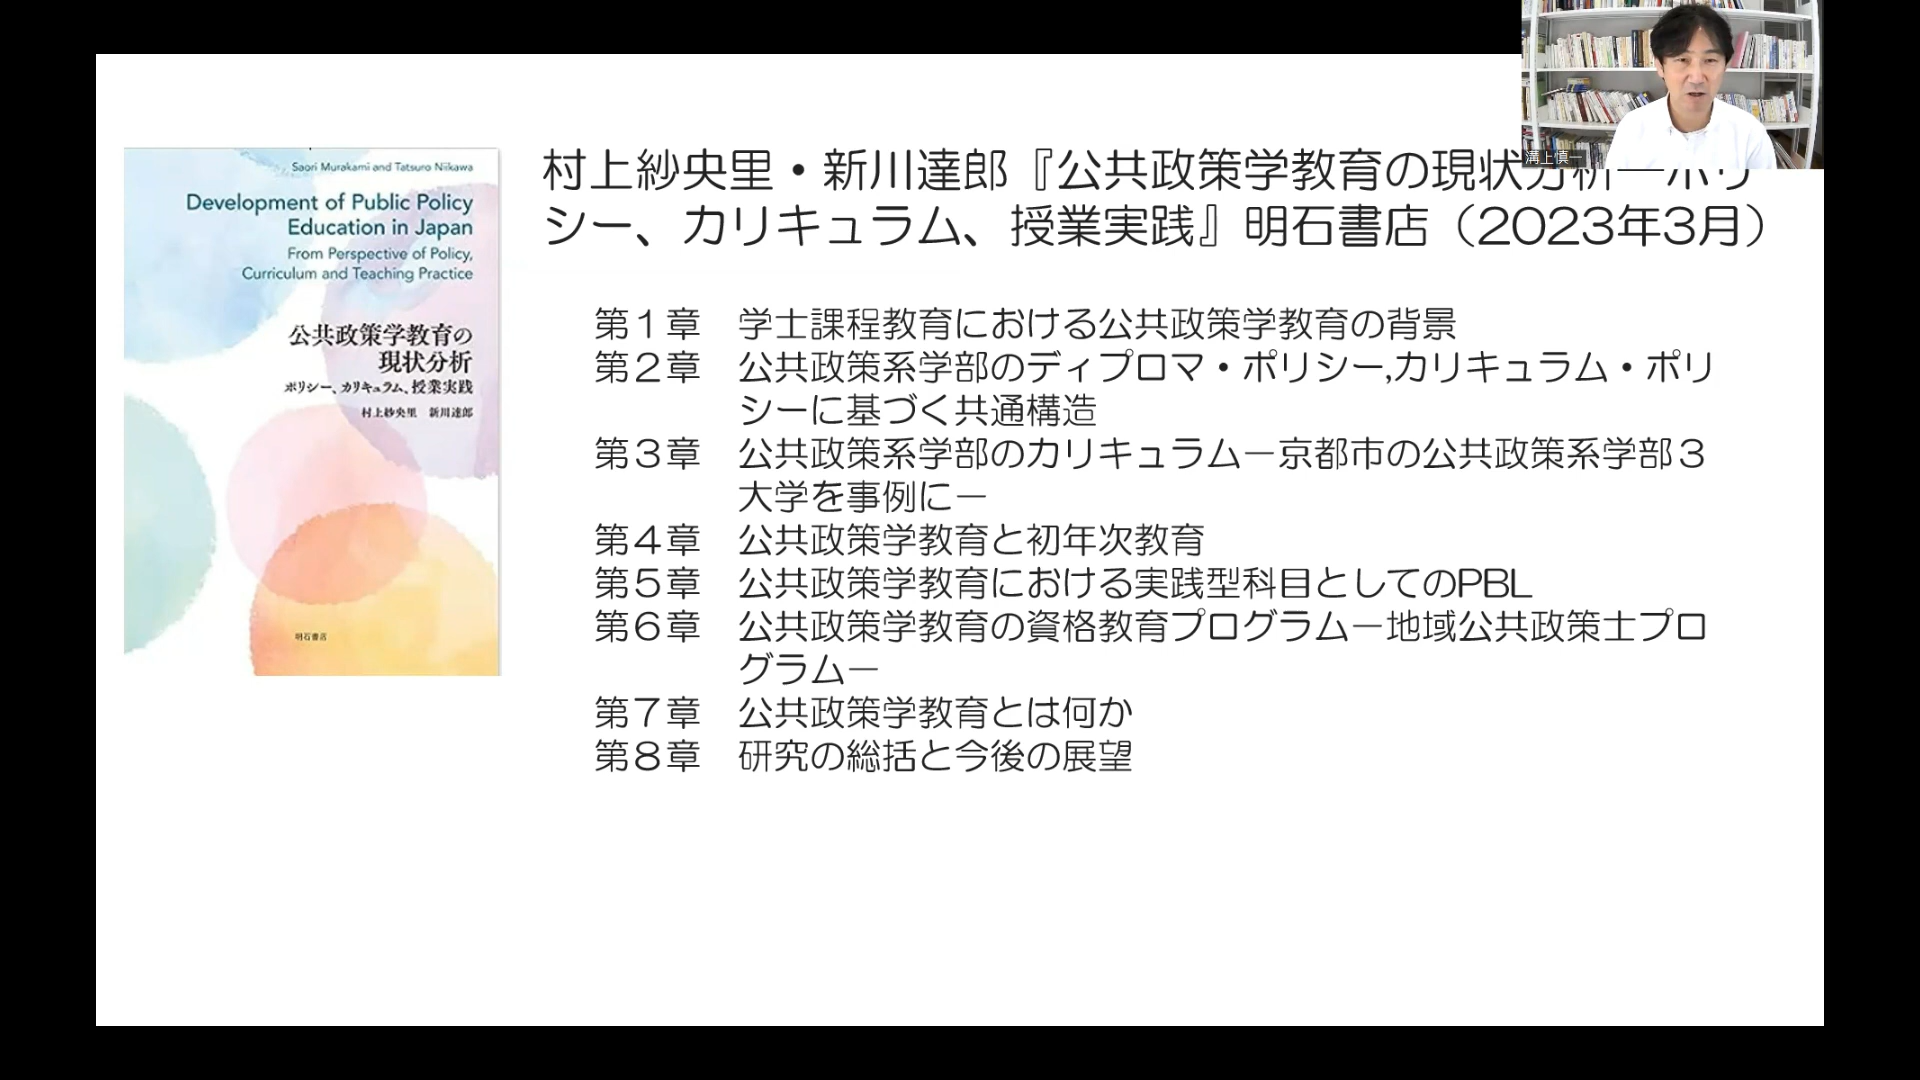 Saori Murakami and Tatsuro Niikawa
Development of Public Policy
Education in Japan
From Perspective of Policy,
Curriculum and Teaching Practice
公共政策学教育の
現状分析
ポリシー、カリキュラム、授業実践
村上紗央里 新川達郎
明石書店
溝上慎一
村上紗央里・新川達郎『公共政策学教育の現状分析―ポリ
シー、カリキュラム、授業実践』明石書店（2023年3月）
第１章 学士課程教育における公共政策学教育の背景
第２章 公共政策系学部のディプロマ・ポリシー,カリキュラム・ポリ
シーに基づく共通構造
第３章 公共政策系学部のカリキュラム―京都市の公共政策系学部３
大学を事例に―
第４章 公共政策学教育と初年次教育
第５章 公共政策学教育における実践型科目としてのPBL
第６章 公共政策学教育の資格教育プログラム―地域公共政策士プロ
グラム―
第７章 公共政策学教育とは何か
第８章 研究の総括と今後の展望